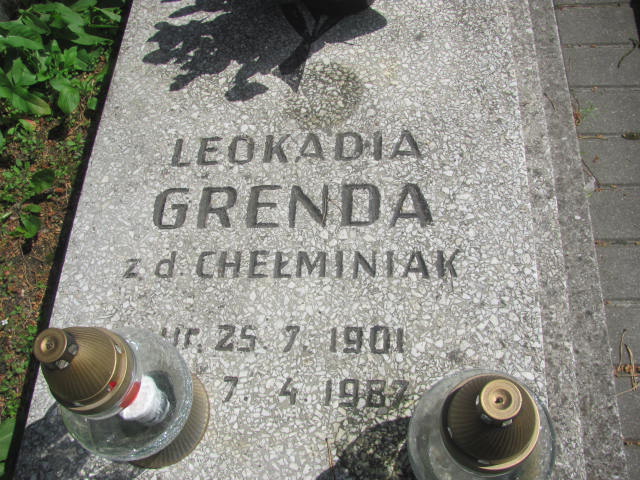 LEOKADIA
GRENDA
z d. CHEŁMINIAK
ur. 25. 7. 1901
7. 4. 1987